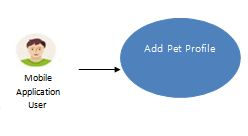 Add Pet Profile
Mobile
Application
User